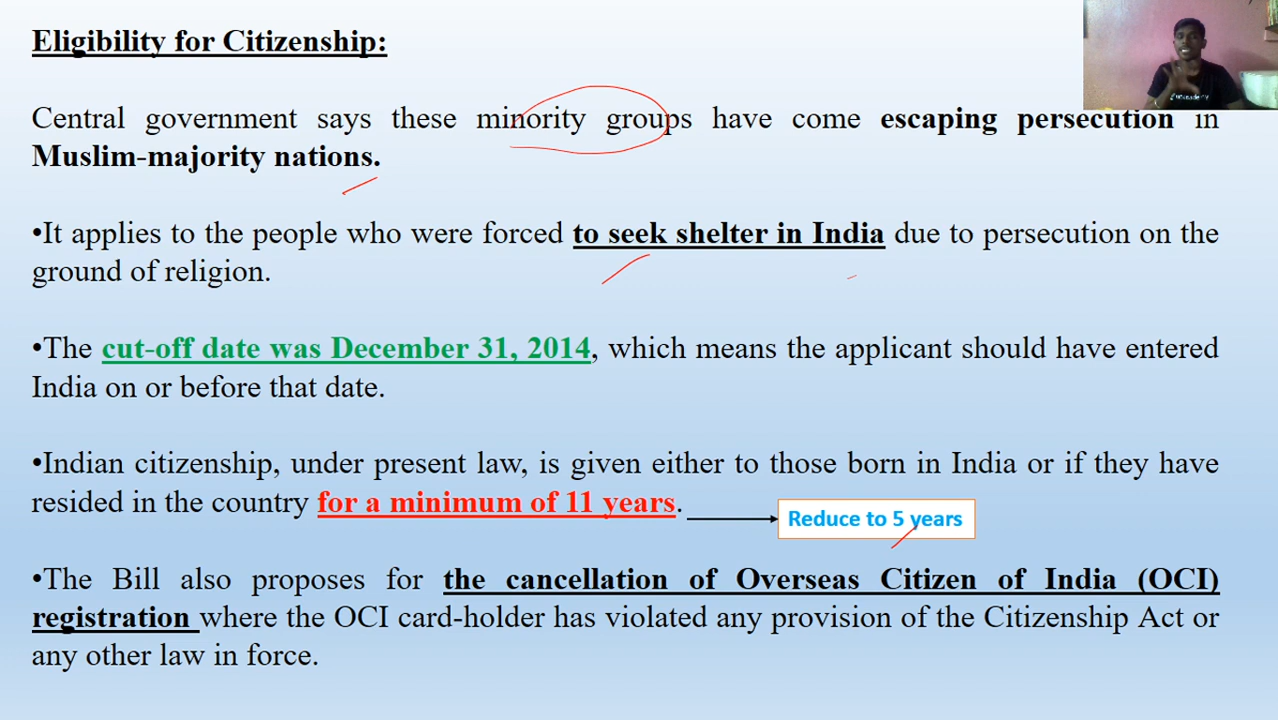 Eligibility for Citizenship:
Central government says these minority groups have come escaping persecution in
Muslim-majority nations.
•It applies to the people who were forced to seek shelter in India due to persecution on the
ground of religion.
•The cut-off date was December 31, 2014, which means the applicant should have entered
India on or before that date.
•Indian citizenship, under present law, is given either to those born in India or if they have
resided in the country for a minimum of 11 years.
Reduce to 5 years
•The Bill also proposes for the cancellation of Overseas Citizen of India (OCI)
registration where the OCI card-holder has violated any provision of the Citizenship Act or
any other law in force.